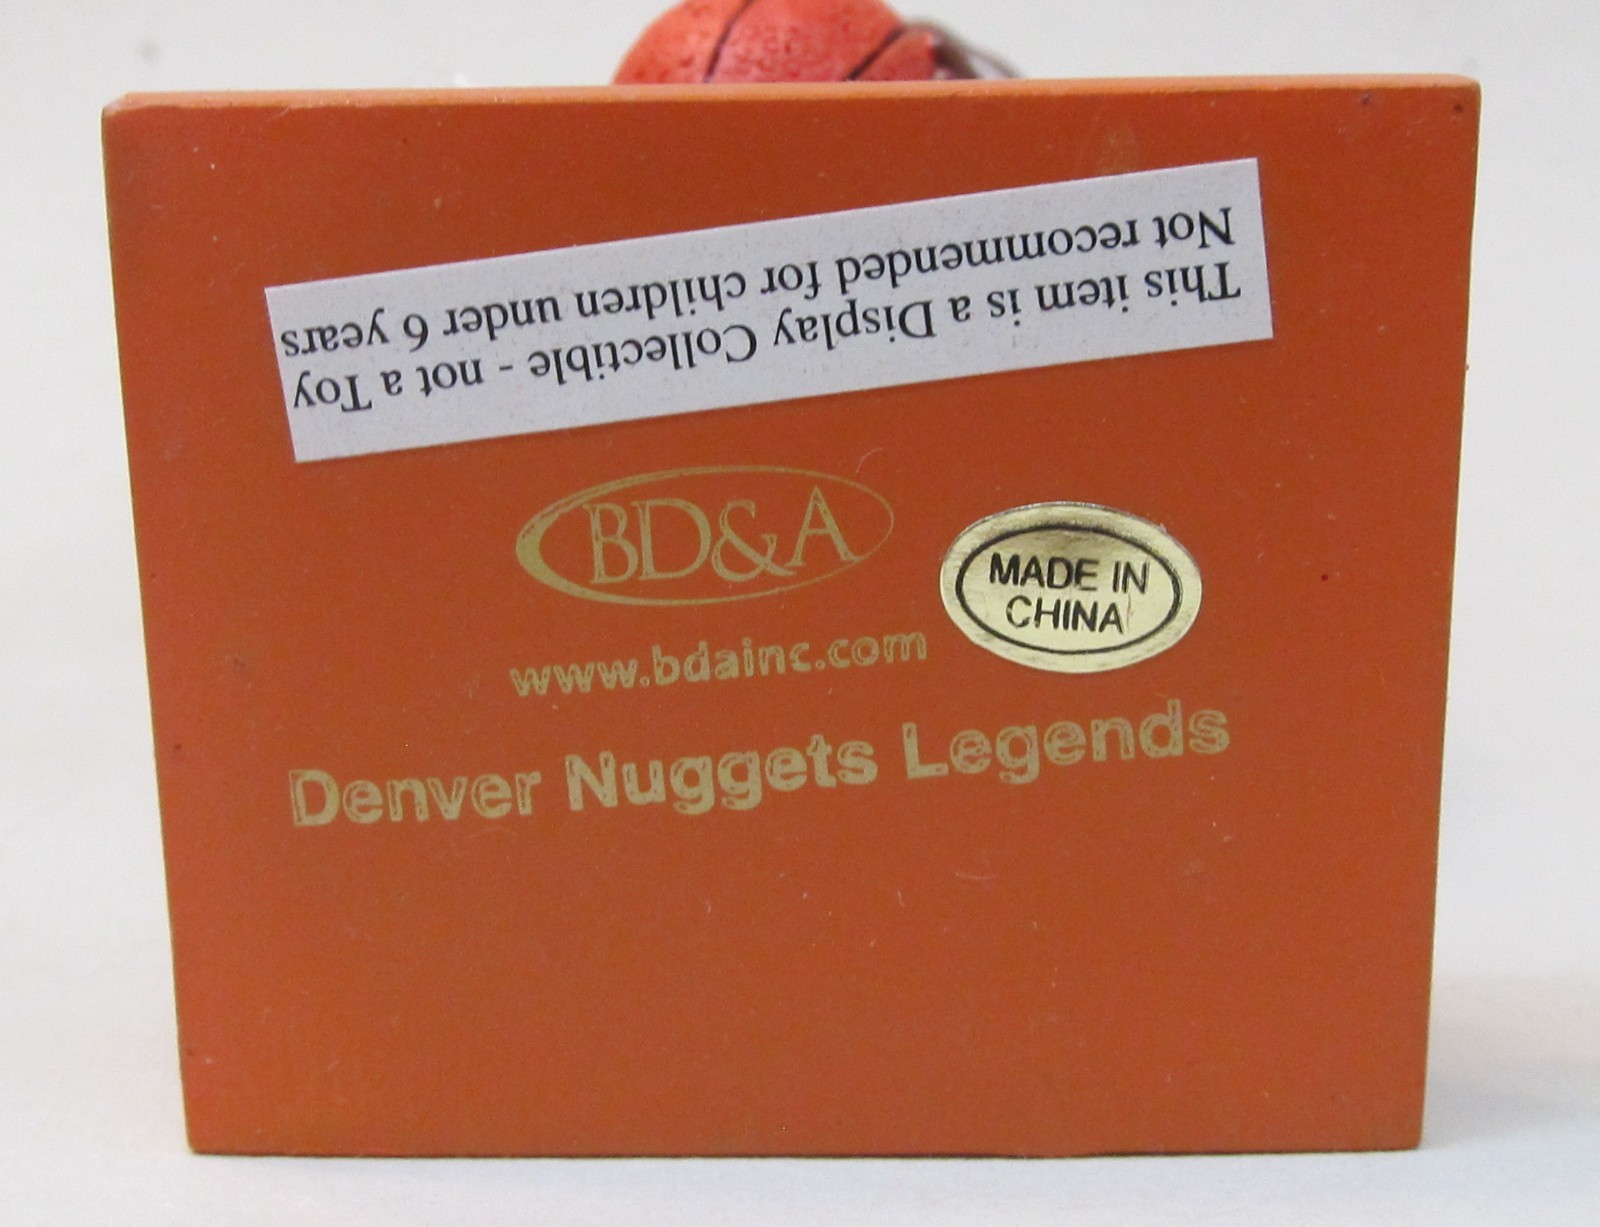 This item is a Display Collectible - not a Toy
Not recommended for children under 6 years
BD&A
MADE IN
CHINA
www.bdainc.com
Denver Nuggets Legends